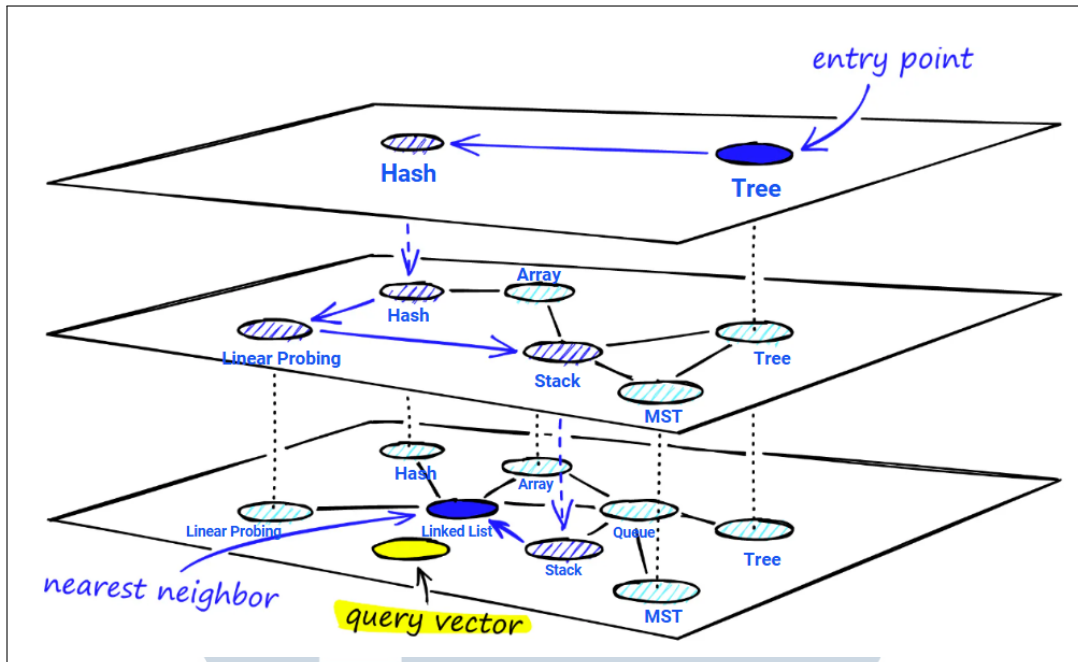 entry point
Hash
Tree
Array
Hash
Linear Probing
Stack
Tree
MST
Hash
Array
Linear Probing
Linked List
Queue
Stack
Tree
nearest neighbor
MST
query vector